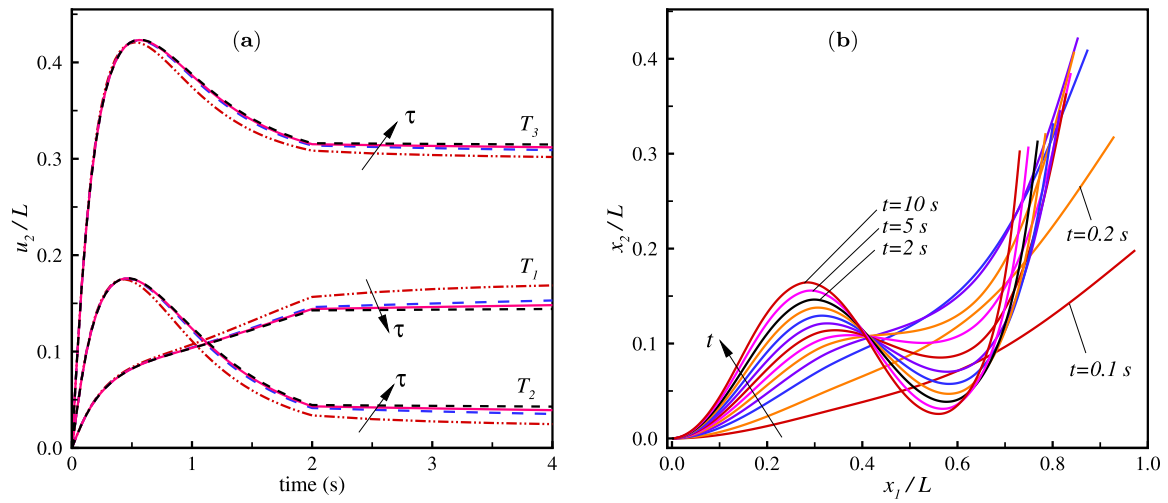 (a)
0.4
0.3
0.2
0.1
0.0
u2 / L
τ
T3
T1
τ
τ
T2
0
1
2
3
4
time (s)
(b)
0.4
0.3
0.2
0.1
0.0
x2 / L
t=10 s
t=5 s
t=2 s
t=0.2 s
t
t=0.1 s
0.0
0.2
0.4
0.6
0.8
1.0
x1 / L